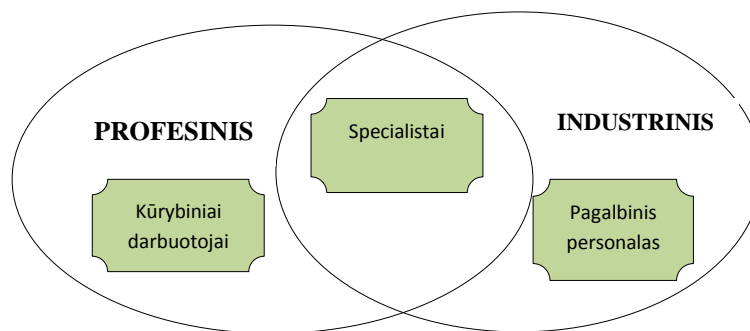 PROFESINIS
Specialistai
INDUSTRINIS
Kūrybiniai
darbuotojai
Pagalbinis
personalas